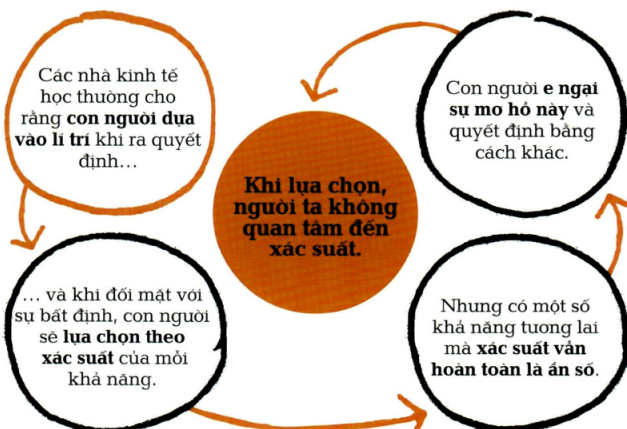 Các nhà kinh tế
học thường cho
rằng con người dựa
vào lí trí khi ra quyết
định...
... và khi đối mặt với
sự bất định, con người
sẽ lựa chọn theo
xác suất của mỗi
khả năng.
Nhưng có một số
khả năng tương lai
mà xác suất vẫn
hoàn toàn là ẩn số.
Con người e ngại
sự mơ hồ này và
quyết định bằng
cách khác.
Khi lựa chọn,
người ta không
quan tâm đến
xác suất.